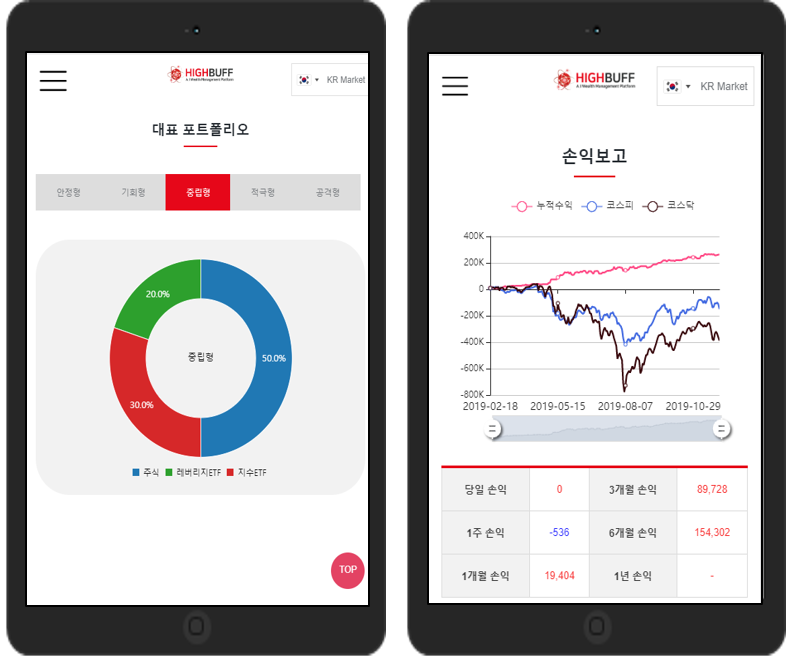 HIGHBUFF
A.I Wealth Management Platform
KR Market
대표 포트폴리오
안정형 기회형 중립형 적극형 공격형
20.0%
중립형
50.0%
30.0%
주식 레버리지ETF 지수ETF
TOP
HIGHBUFF
A.I Wealth Management Platform
KR Market
손익보고
누적수익 코스피 코스닥
400K
200K
0
-200K
-400K
-600K
-800K
2019-02-18 2019-05-15 2019-08-07 2019-10-29
당일 손익 0 3개월 손익 89,728
1주 손익 -536 6개월 손익 154,302
1개월 손익 19,404 1년 손익 -